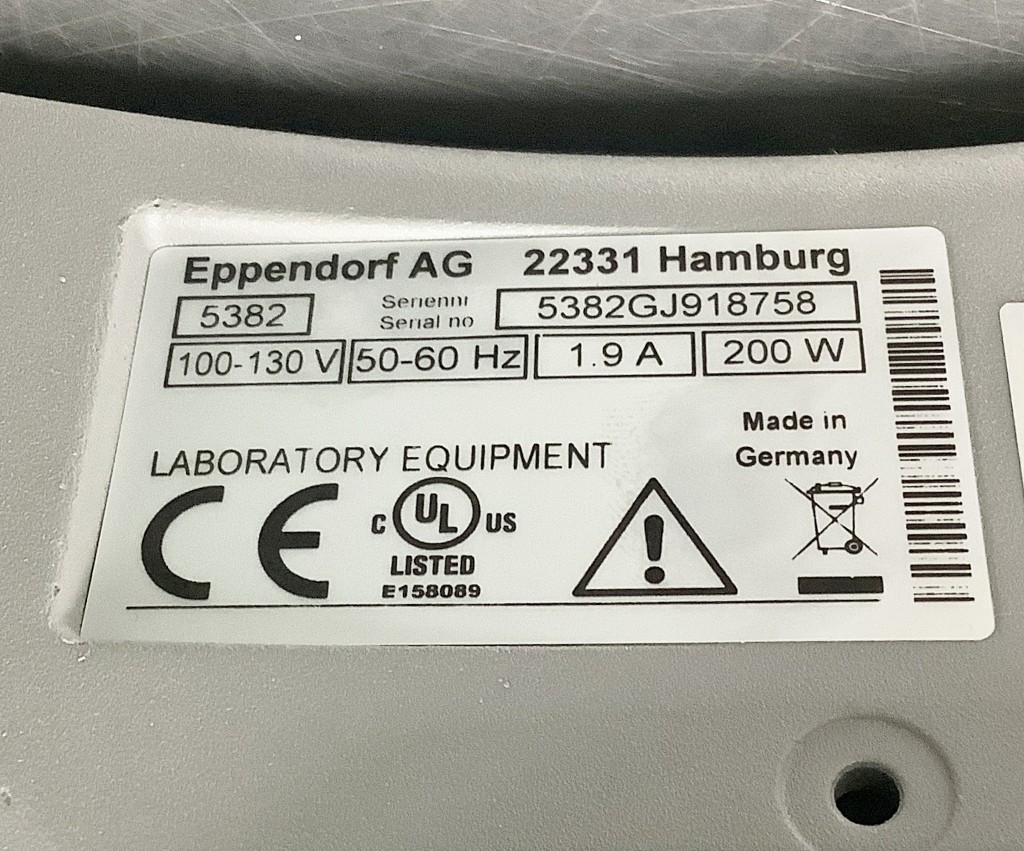 Eppendorf AG 22331 Hamburg
5382 Seriennr 5382GJ918758
Serial no
100-130 V 50-60 Hz 1.9 A 200 W
Made in
Germany
LABORATORY EQUIPMENT
CE
C UL US
LISTED
E158089